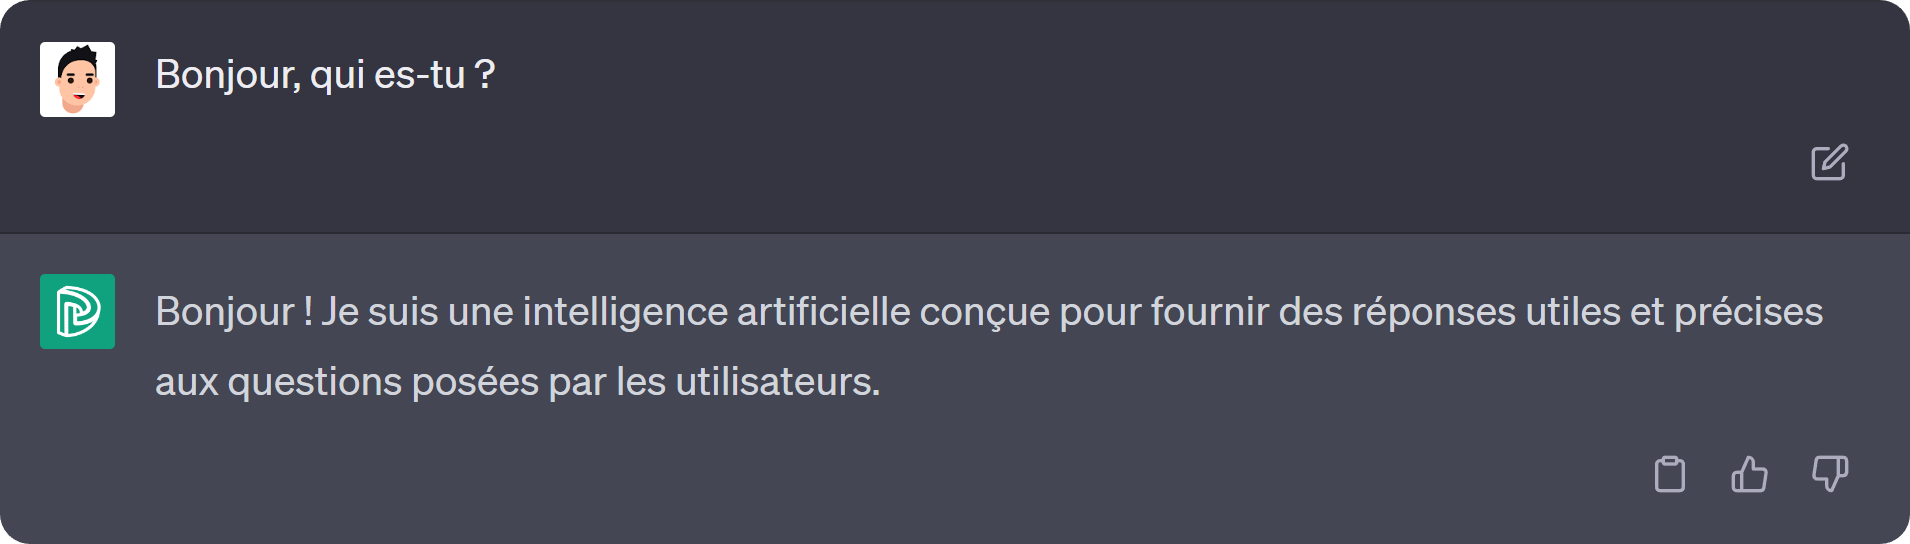 Bonjour, qui es-tu ?
Bonjour ! Je suis une intelligence artificielle conçue pour fournir des réponses utiles et précises
aux questions posées par les utilisateurs.